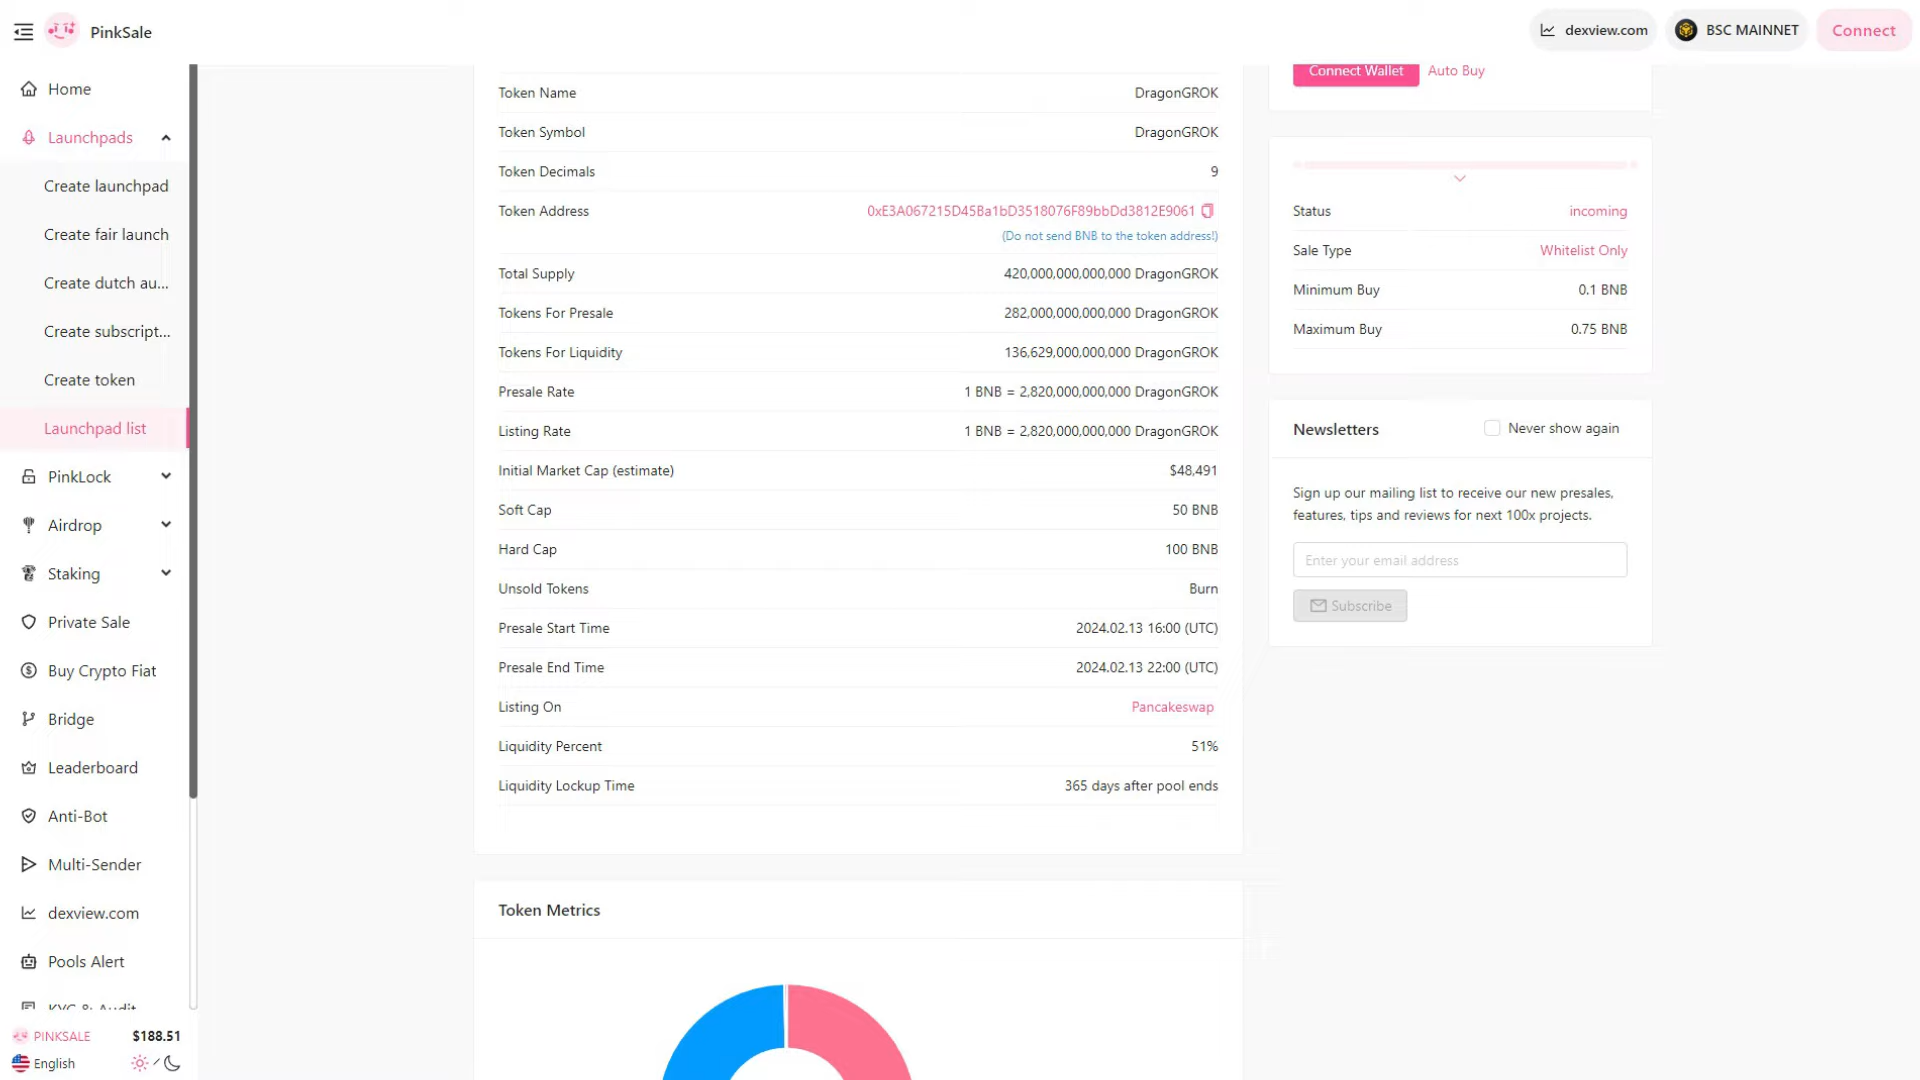 PinkSale
dexview.com
BSC MAINNET
Connect
Home
Launchpads
Create launchpad
Create fair launch
Create dutch au...
Create subscript...
Create token
Launchpad list
PinkLock
Airdrop
Staking
Private Sale
Buy Crypto Fiat
Bridge
Leaderboard
Anti-Bot
Multi-Sender
dexview.com
Pools Alert
KYC & Audit
PINKSALE $188.51
English
Token Name DragonGROK
Token Symbol DragonGROK
Token Decimals 9
Token Address 0xE3A067215D45Ba1bD3518076F89bbDd3812E9061
(Do not send BNB to the token address!)
Total Supply 420,000,000,000,000 DragonGROK
Tokens For Presale 282,000,000,000,000 DragonGROK
Tokens For Liquidity 136,629,000,000,000 DragonGROK
Presale Rate 1 BNB = 2,820,000,000,000 DragonGROK
Listing Rate 1 BNB = 2,820,000,000,000 DragonGROK
Initial Market Cap (estimate) $48,491
Soft Cap 50 BNB
Hard Cap 100 BNB
Unsold Tokens Burn
Presale Start Time 2024.02.13 16:00 (UTC)
Presale End Time 2024.02.13 22:00 (UTC)
Listing On Pancakeswap
Liquidity Percent 51%
Liquidity Lockup Time 365 days after pool ends
Token Metrics
Connect Wallet Auto Buy
Status incoming
Sale Type Whitelist Only
Minimum Buy 0.1 BNB
Maximum Buy 0.75 BNB
Newsletters Never show again
Sign up our mailing list to receive our new presales,
features, tips and reviews for next 100x projects.
Enter your email address
Subscribe